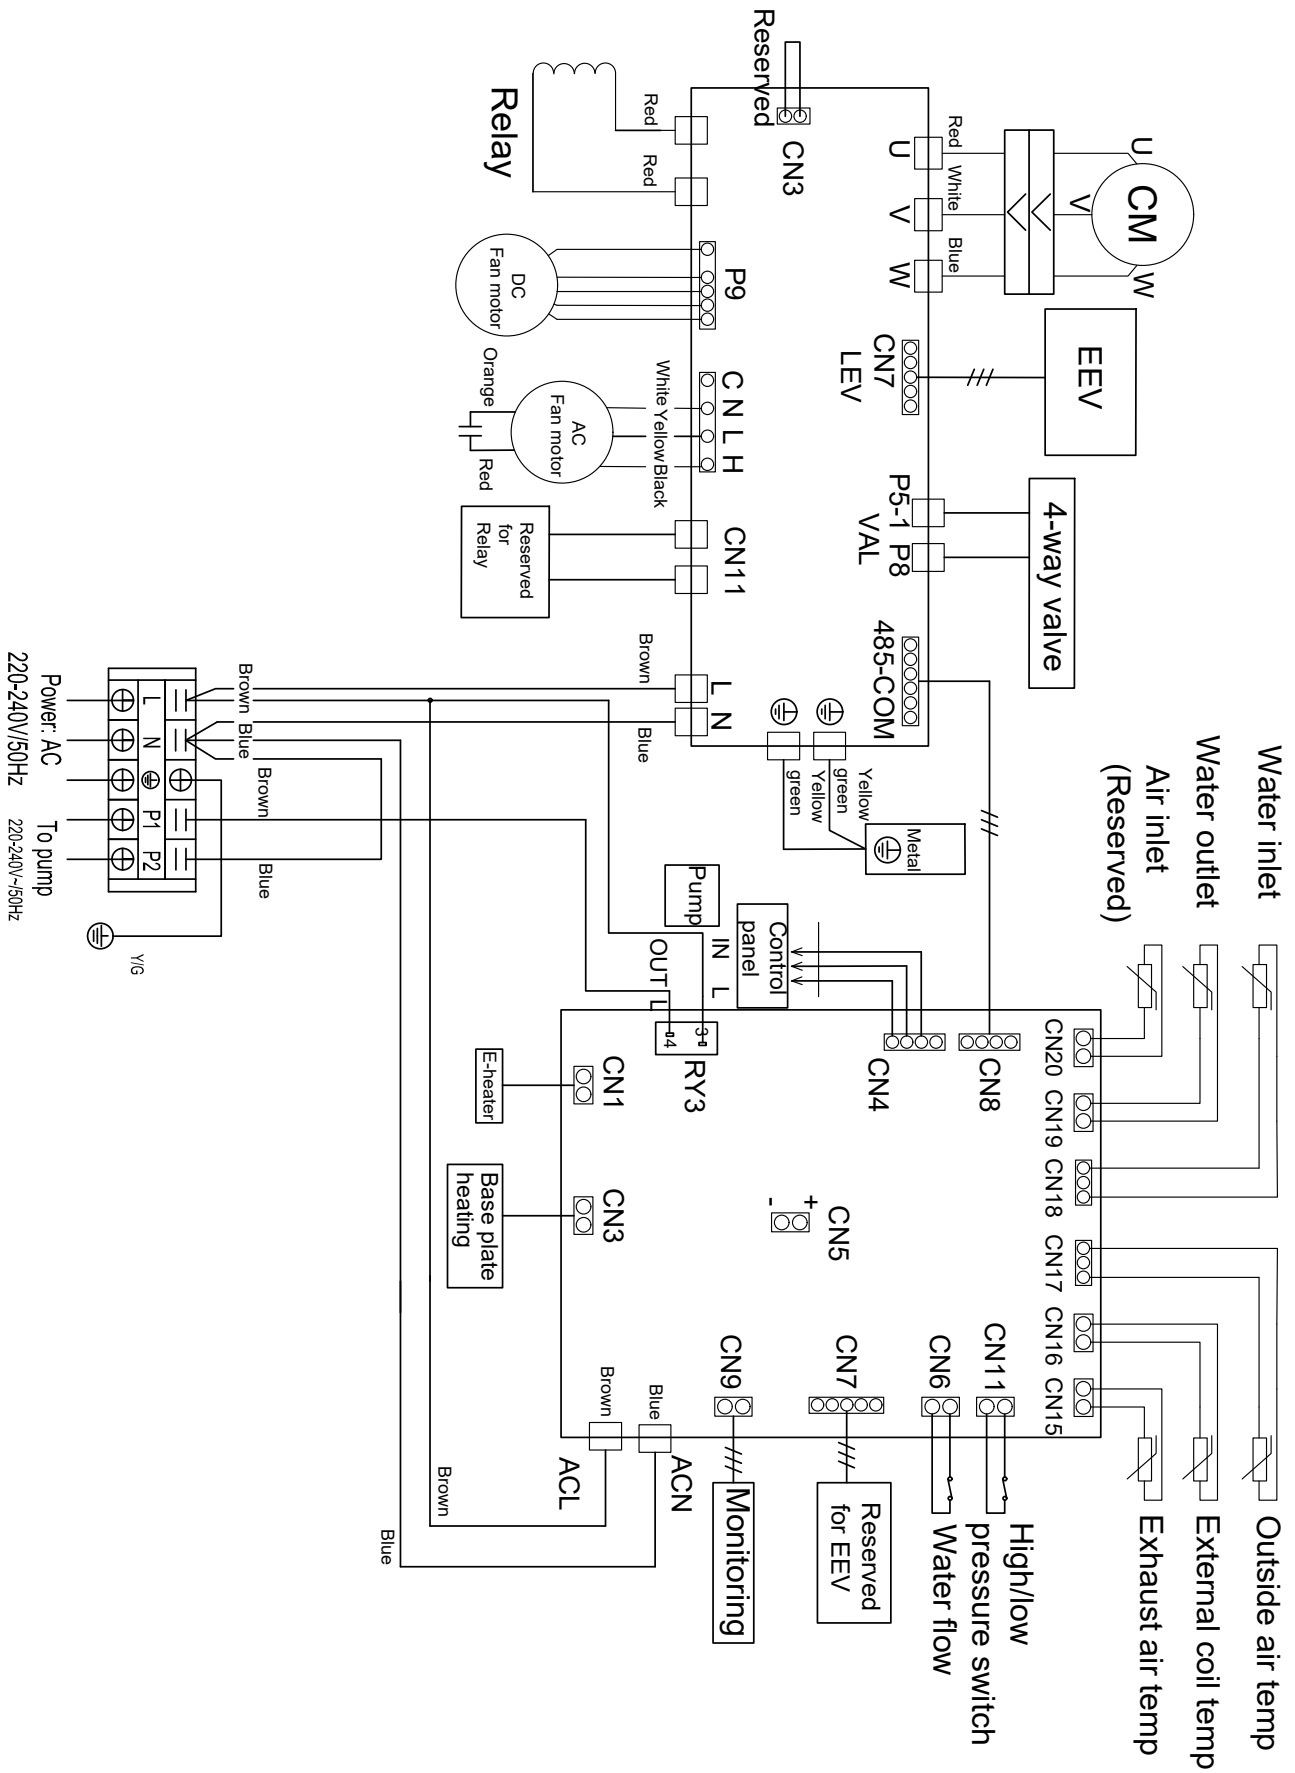 Water inlet
Water outlet
Air inlet
(Reserved)
Outside air temp
External coil temp
Exhaust air temp
CN20
CN19
CN18
CN17
CN16
CN15
CM
U
V
W
Red
White
Blue
U
V
W
EEV
CN7
LEV
4-way valve
P5-1
P8
VAL
485-COM
Reserved
CN3
Relay
Red
Red
P9
DC
Fan motor
C
N
L
H
White
Yellow
Black
AC
Fan motor
Orange
Red
CN11
Reserved
for
Relay
L
N
Brown
Blue
Yellow
green
Yellow
green
Metal
Control
panel
Pump
IN
L
OUT
L
3
4
RY3
CN8
CN4
CN1
E-heater
CN3
Base plate
heating
+
-
CN5
CN11
High/low
pressure switch
CN6
Water flow
CN7
Reserved
for EEV
CN9
Monitoring
Blue
ACN
Brown
ACL
Brown
Blue
Brown
Blue
Brown
Blue
L
N
P1
P2
Power: AC
220-240V/50Hz
To pump
220-240V~/50Hz
Y/G